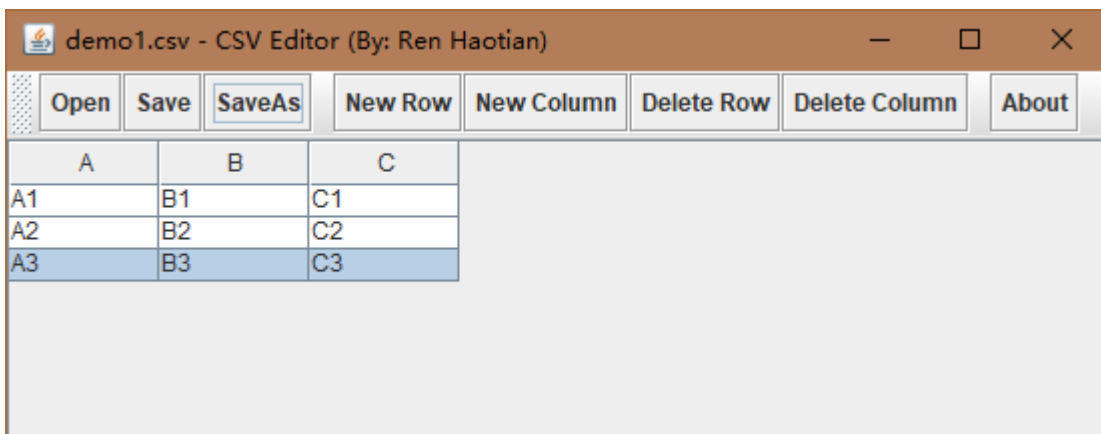 demo1.csv - CSV Editor (By: Ren Haotian)
Open Save SaveAs New Row New Column Delete Row Delete Column About
A B C
A1 B1 C1
A2 B2 C2
A3 B3 C3